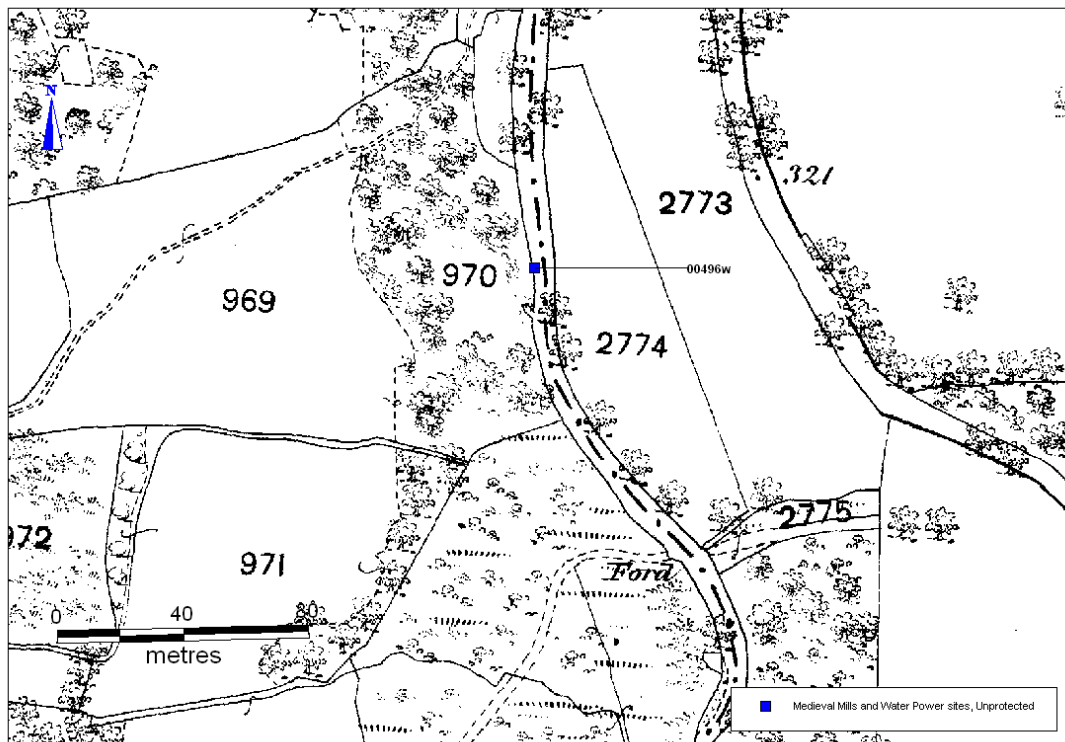 N
321
2773
00496W
970
969
2774
2775
972
971
Ford
0 40 80
metres
Medieval Mills and Water Power sites, Unprotected